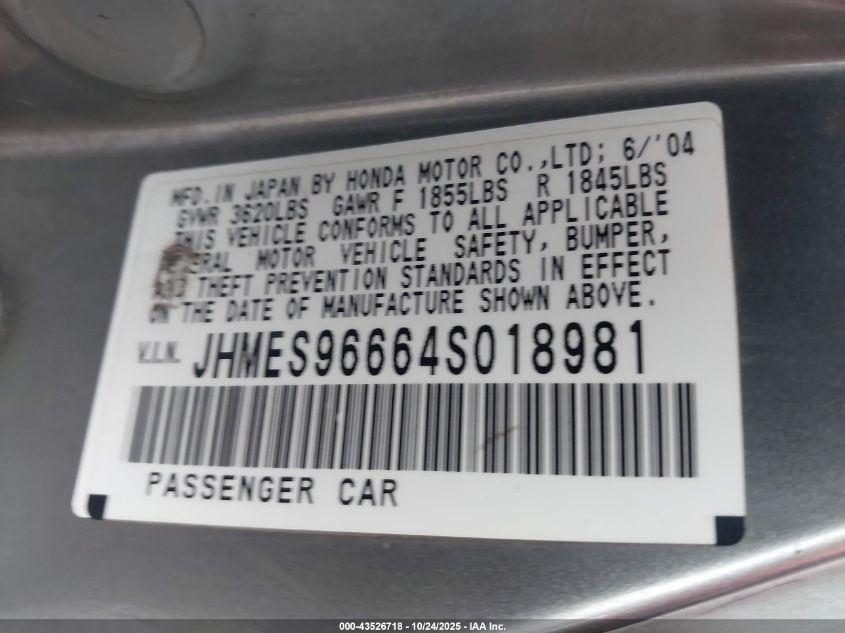 MFD. IN JAPAN BY HONDA MOTOR CO.,LTD; 6/'04
GVWR 3620LBS GAWR F 1855LBS R 1845LBS
THIS VEHICLE CONFORMS TO ALL APPLICABLE
FEDERAL MOTOR VEHICLE SAFETY, BUMPER,
AND THEFT PREVENTION STANDARDS IN EFFECT
ON THE DATE OF MANUFACTURE SHOWN ABOVE.
V.I.N. JHMES96664S018981
PASSENGER CAR
000-43526718 - 10/24/2025 - IAA Inc.